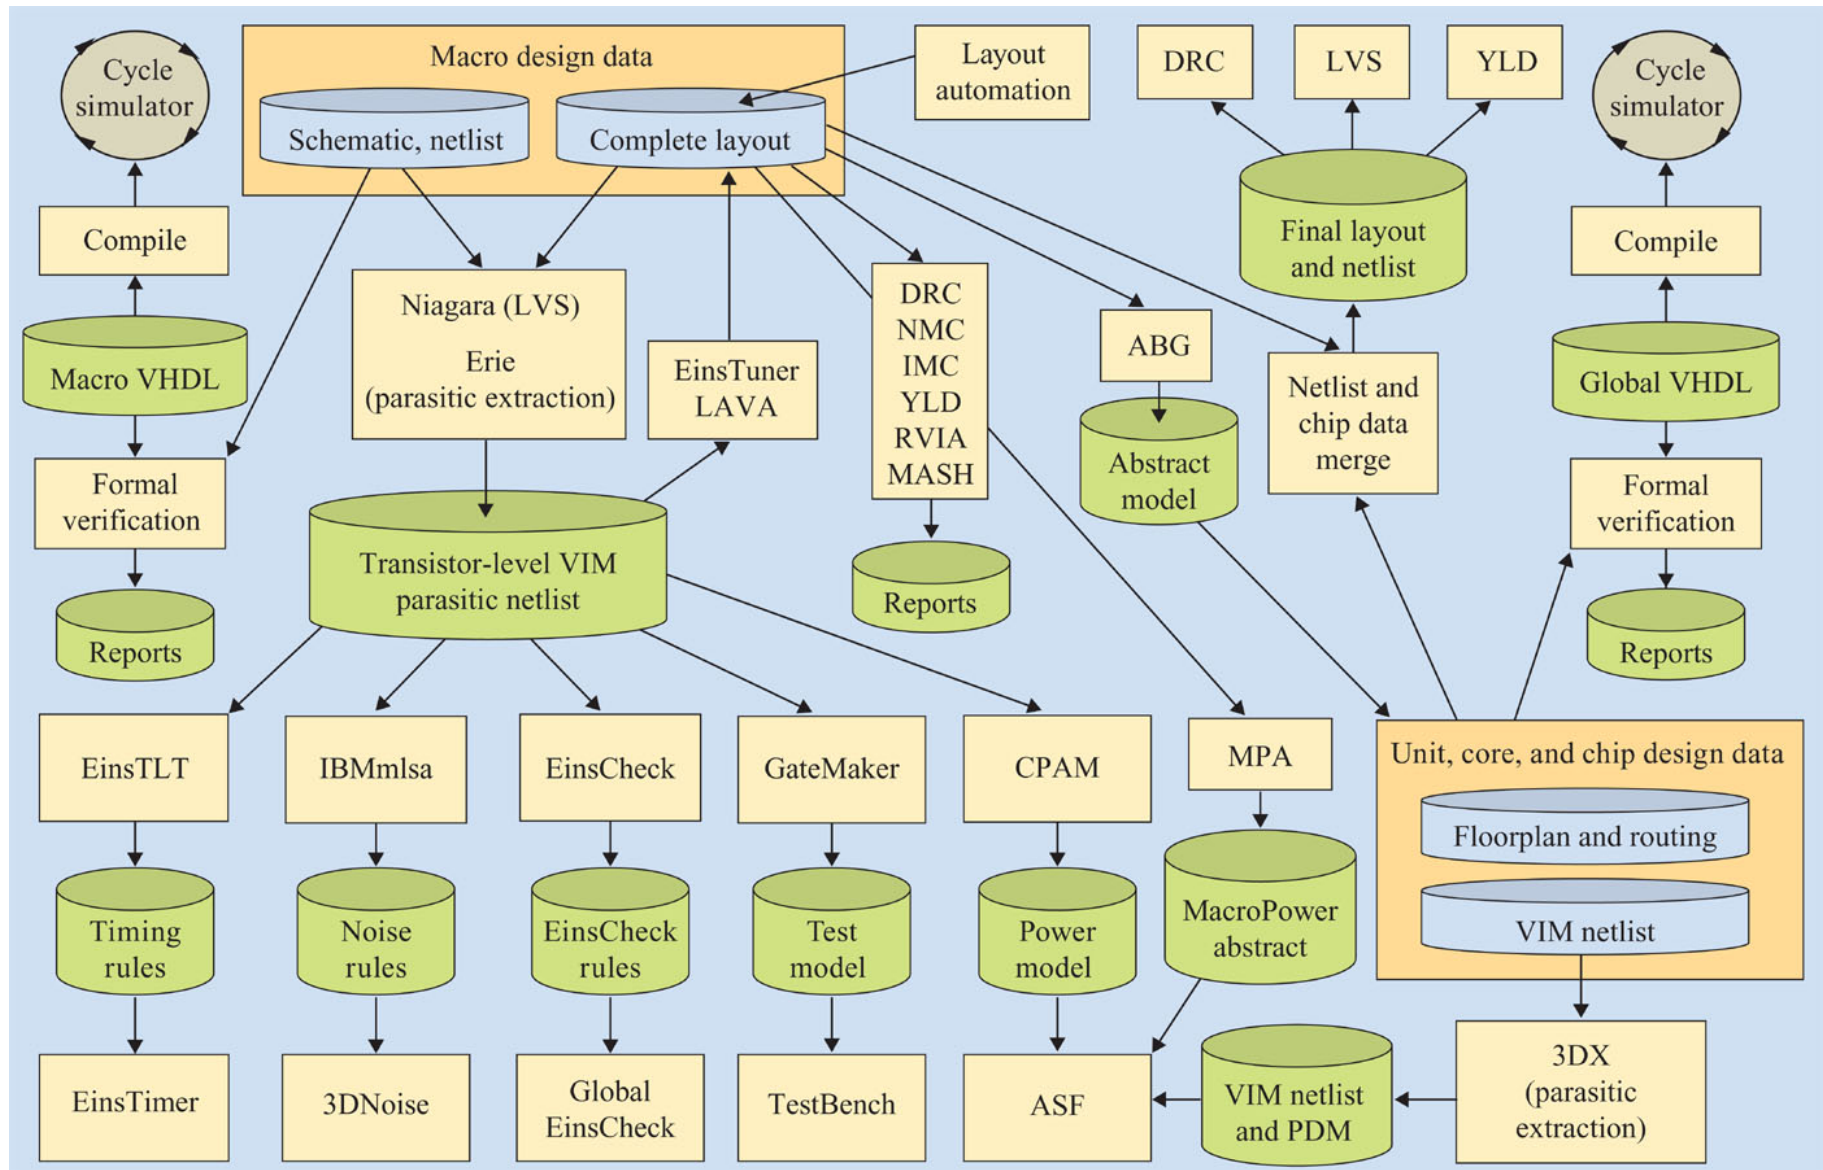 Cycle
simulator
Macro design data
Schematic, netlist
Complete layout
Layout
automation
DRC
LVS
YLD
Cycle
simulator
Compile
Final layout
and netlist
Compile
Macro VHDL
Niagara (LVS)
Erie
(parasitic extraction)
EinsTuner
LAVA
DRC
NMC
IMC
YLD
RVIA
MASH
ABG
Netlist and
chip data
merge
Global VHDL
Formal
verification
Abstract
model
Formal
verification
Transistor-level VIM
parasitic netlist
Reports
Reports
Reports
EinsTLT
IBMmlsa
EinsCheck
GateMaker
CPAM
MPA
Unit, core, and chip design data
Floorplan and routing
VIM netlist
Timing
rules
Noise
rules
EinsCheck
rules
Test
model
Power
model
MacroPower
abstract
EinsTimer
3DNoise
Global
EinsCheck
TestBench
ASF
VIM netlist
and PDM
3DX
(parasitic
extraction)